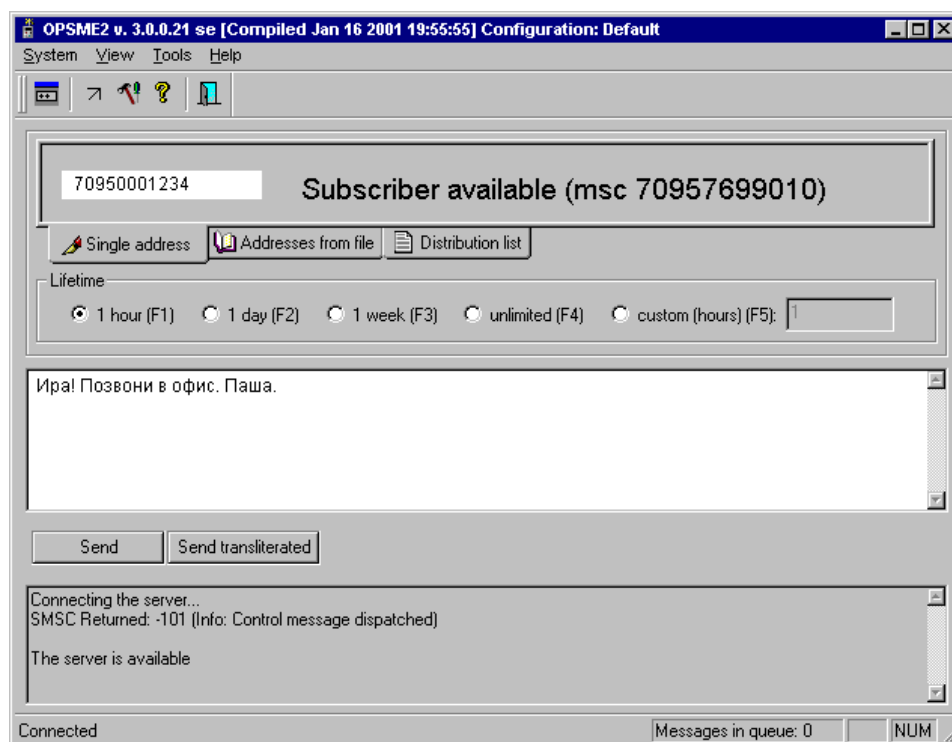 OPSME2 v. 3.0.0.21 se [Compiled Jan 16 2001 19:55:55] Configuration: Default
System View Tools Help
70950001234 Subscriber available (msc 70957699010)
Single address Addresses from file Distribution list
Lifetime
1 hour (F1) 1 day (F2) 1 week (F3) unlimited (F4) custom (hours) (F5): 1
Ира! Позвони в офис. Паша.
Send Send transliterated
Connecting the server...
SMSC Returned: -101 (Info: Control message dispatched)
The server is available
Connected Messages in queue: 0 NUM